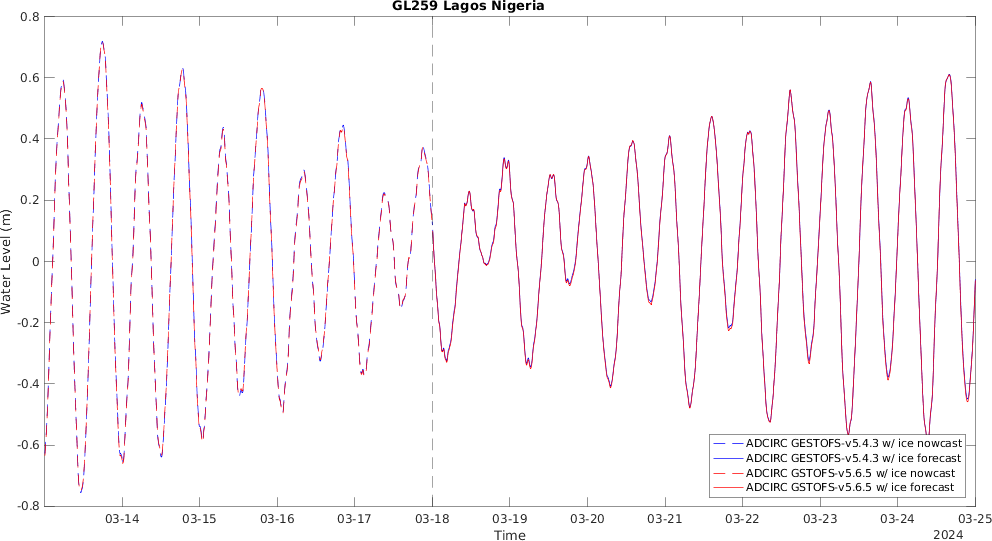 GL259 Lagos Nigeria
0.8
0.6
0.4
0.2
0
-0.2
-0.4
-0.6
-0.8
Water Level (m)
ADCIRC GESTOFS-v5.4.3 w/ ice nowcast
ADCIRC GESTOFS-v5.4.3 w/ ice forecast
ADCIRC GSTOFS-v5.6.5 w/ ice nowcast
ADCIRC GSTOFS-v5.6.5 w/ ice forecast
03-14 03-15 03-16 03-17 03-18 03-19 03-20 03-21 03-22 03-23 03-24 03-25
Time
2024